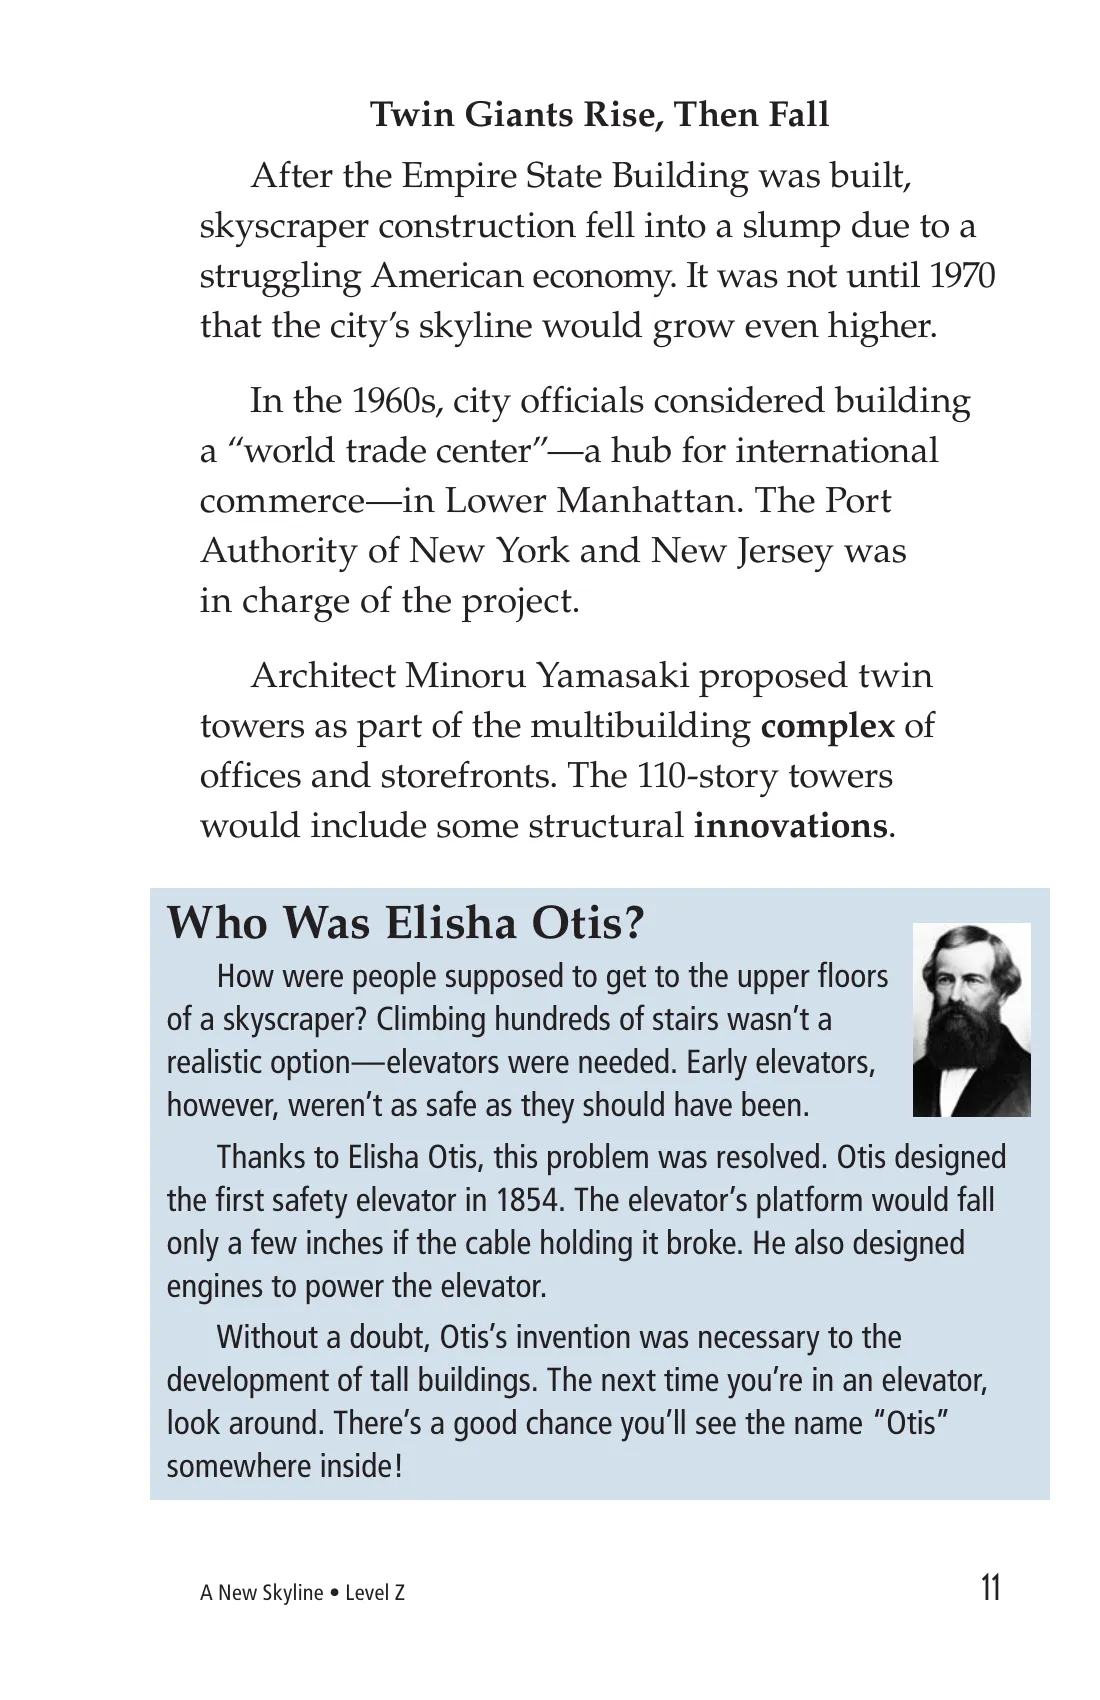 Twin Giants Rise, Then Fall
After the Empire State Building was built,
skyscraper construction fell into a slump due to a
struggling American economy. It was not until 1970
that the city’s skyline would grow even higher.
In the 1960s, city officials considered building
a “world trade center”—a hub for international
commerce—in Lower Manhattan. The Port
Authority of New York and New Jersey was
in charge of the project.
Architect Minoru Yamasaki proposed twin
towers as part of the multibuilding complex of
offices and storefronts. The 110-story towers
would include some structural innovations.
Who Was Elisha Otis?
How were people supposed to get to the upper floors
of a skyscraper? Climbing hundreds of stairs wasn’t a
realistic option—elevators were needed. Early elevators,
however, weren’t as safe as they should have been.
Thanks to Elisha Otis, this problem was resolved. Otis designed
the first safety elevator in 1854. The elevator’s platform would fall
only a few inches if the cable holding it broke. He also designed
engines to power the elevator.
Without a doubt, Otis’s invention was necessary to the
development of tall buildings. The next time you’re in an elevator,
look around. There’s a good chance you’ll see the name “Otis”
somewhere inside!
A New Skyline • Level Z
11